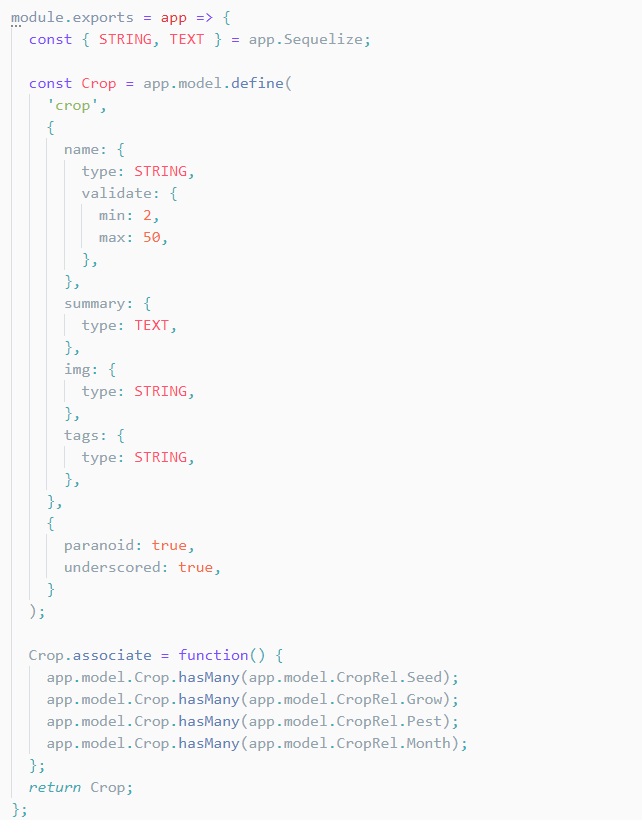 module.exports = app => {
  const { STRING, TEXT } = app.Sequelize;

  const Crop = app.model.define(
    'crop',
    {
      name: {
        type: STRING,
        validate: {
          min: 2,
          max: 50,
        },
      },
      summary: {
        type: TEXT,
      },
      img: {
        type: STRING,
      },
      tags: {
        type: STRING,
      },
    },
    {
      paranoid: true,
      underscored: true,
    }
  );

  Crop.associate = function() {
    app.model.Crop.hasMany(app.model.CropRel.Seed);
    app.model.Crop.hasMany(app.model.CropRel.Grow);
    app.model.Crop.hasMany(app.model.CropRel.Pest);
    app.model.Crop.hasMany(app.model.CropRel.Month);
  };
  return Crop;
};